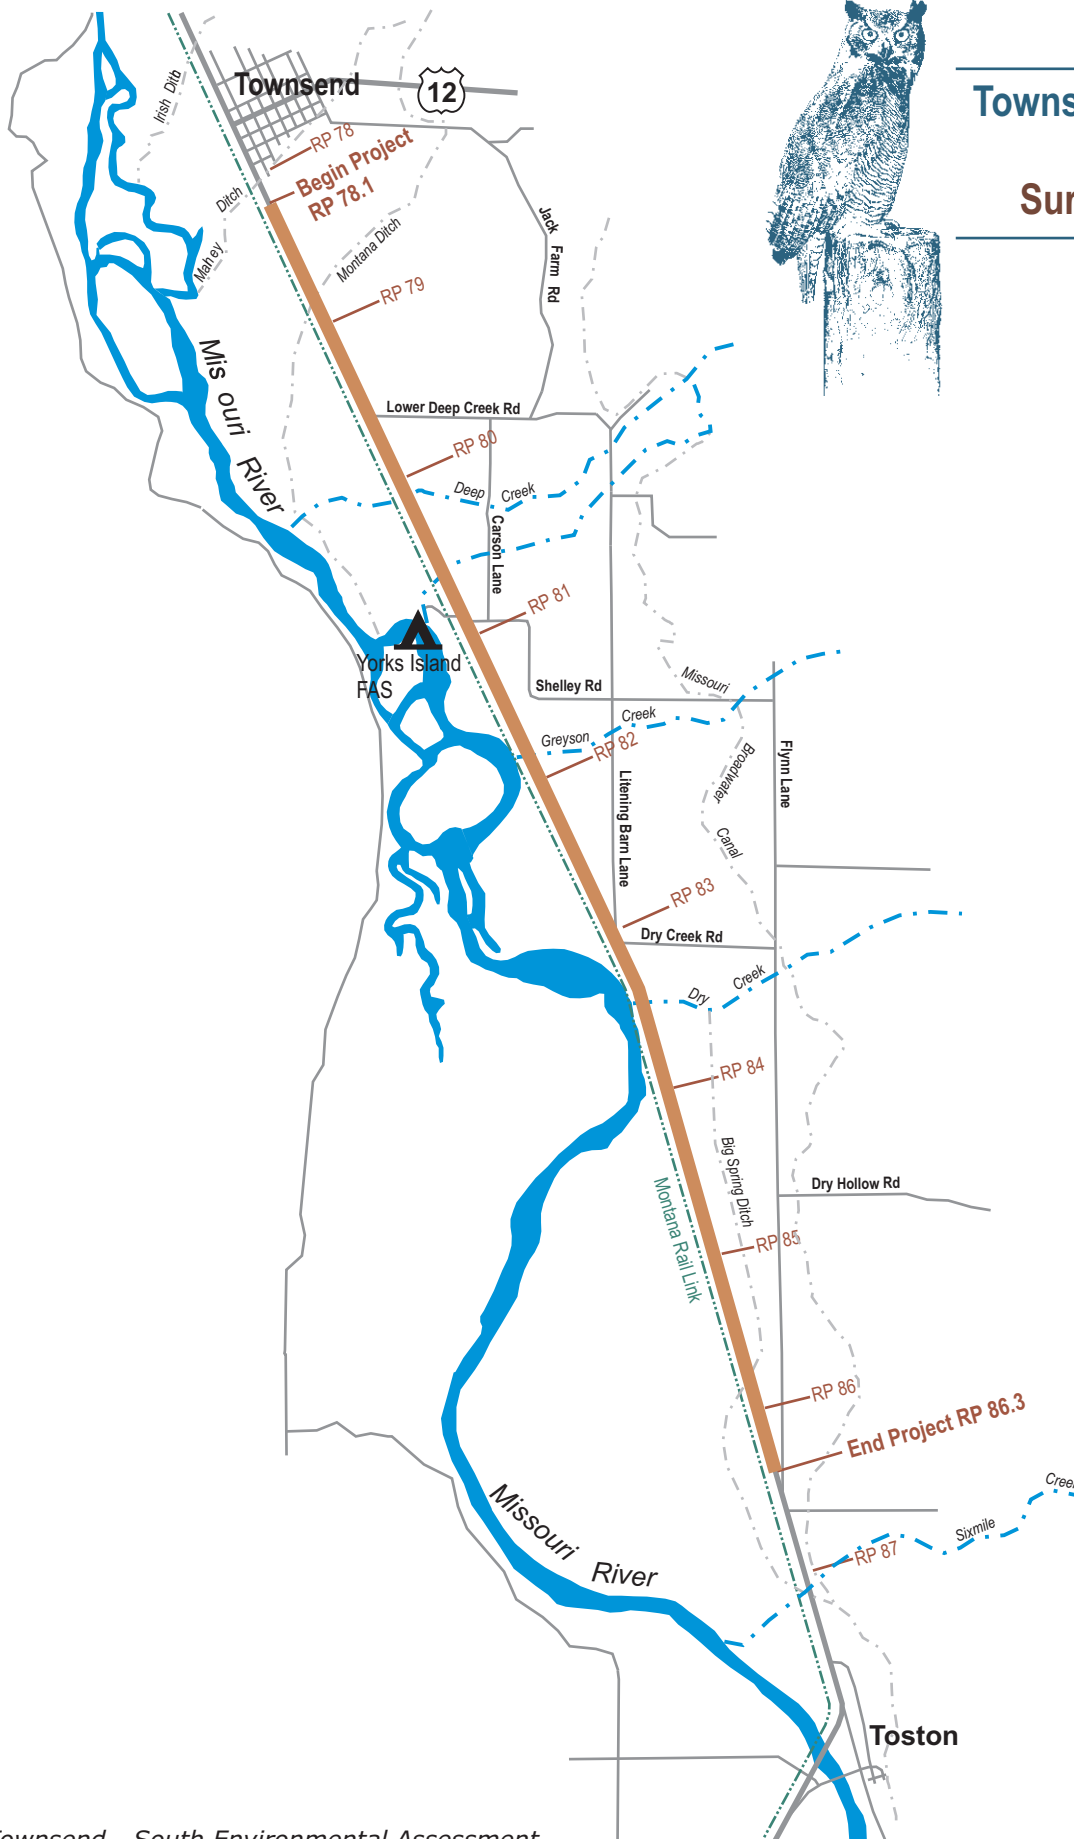 Irish Ditb
Townsend
12
RP 78
Begin Project
RP 78.1
Ditch
Mahey
Montana Ditch
Jack Farm Rd
RP 79
Mis ouri River
Lower Deep Creek Rd
RP 80
Deep Creek
Carson Lane
RP 81
Yorks Island
FAS
Shelley Rd
Missouri
Greyson Creek
RP 82
Broadwater
Canal
Flynn Lane
Litening Barn Lane
RP 83
Dry Creek Rd
Dry Creek
RP 84
Big Spring Ditch
Montana Rail Link
Dry Hollow Rd
RP 85
RP 86
End Project RP 86.3
Missouri River
Sixmile
RP 87
Toston
South Environmental Assessment